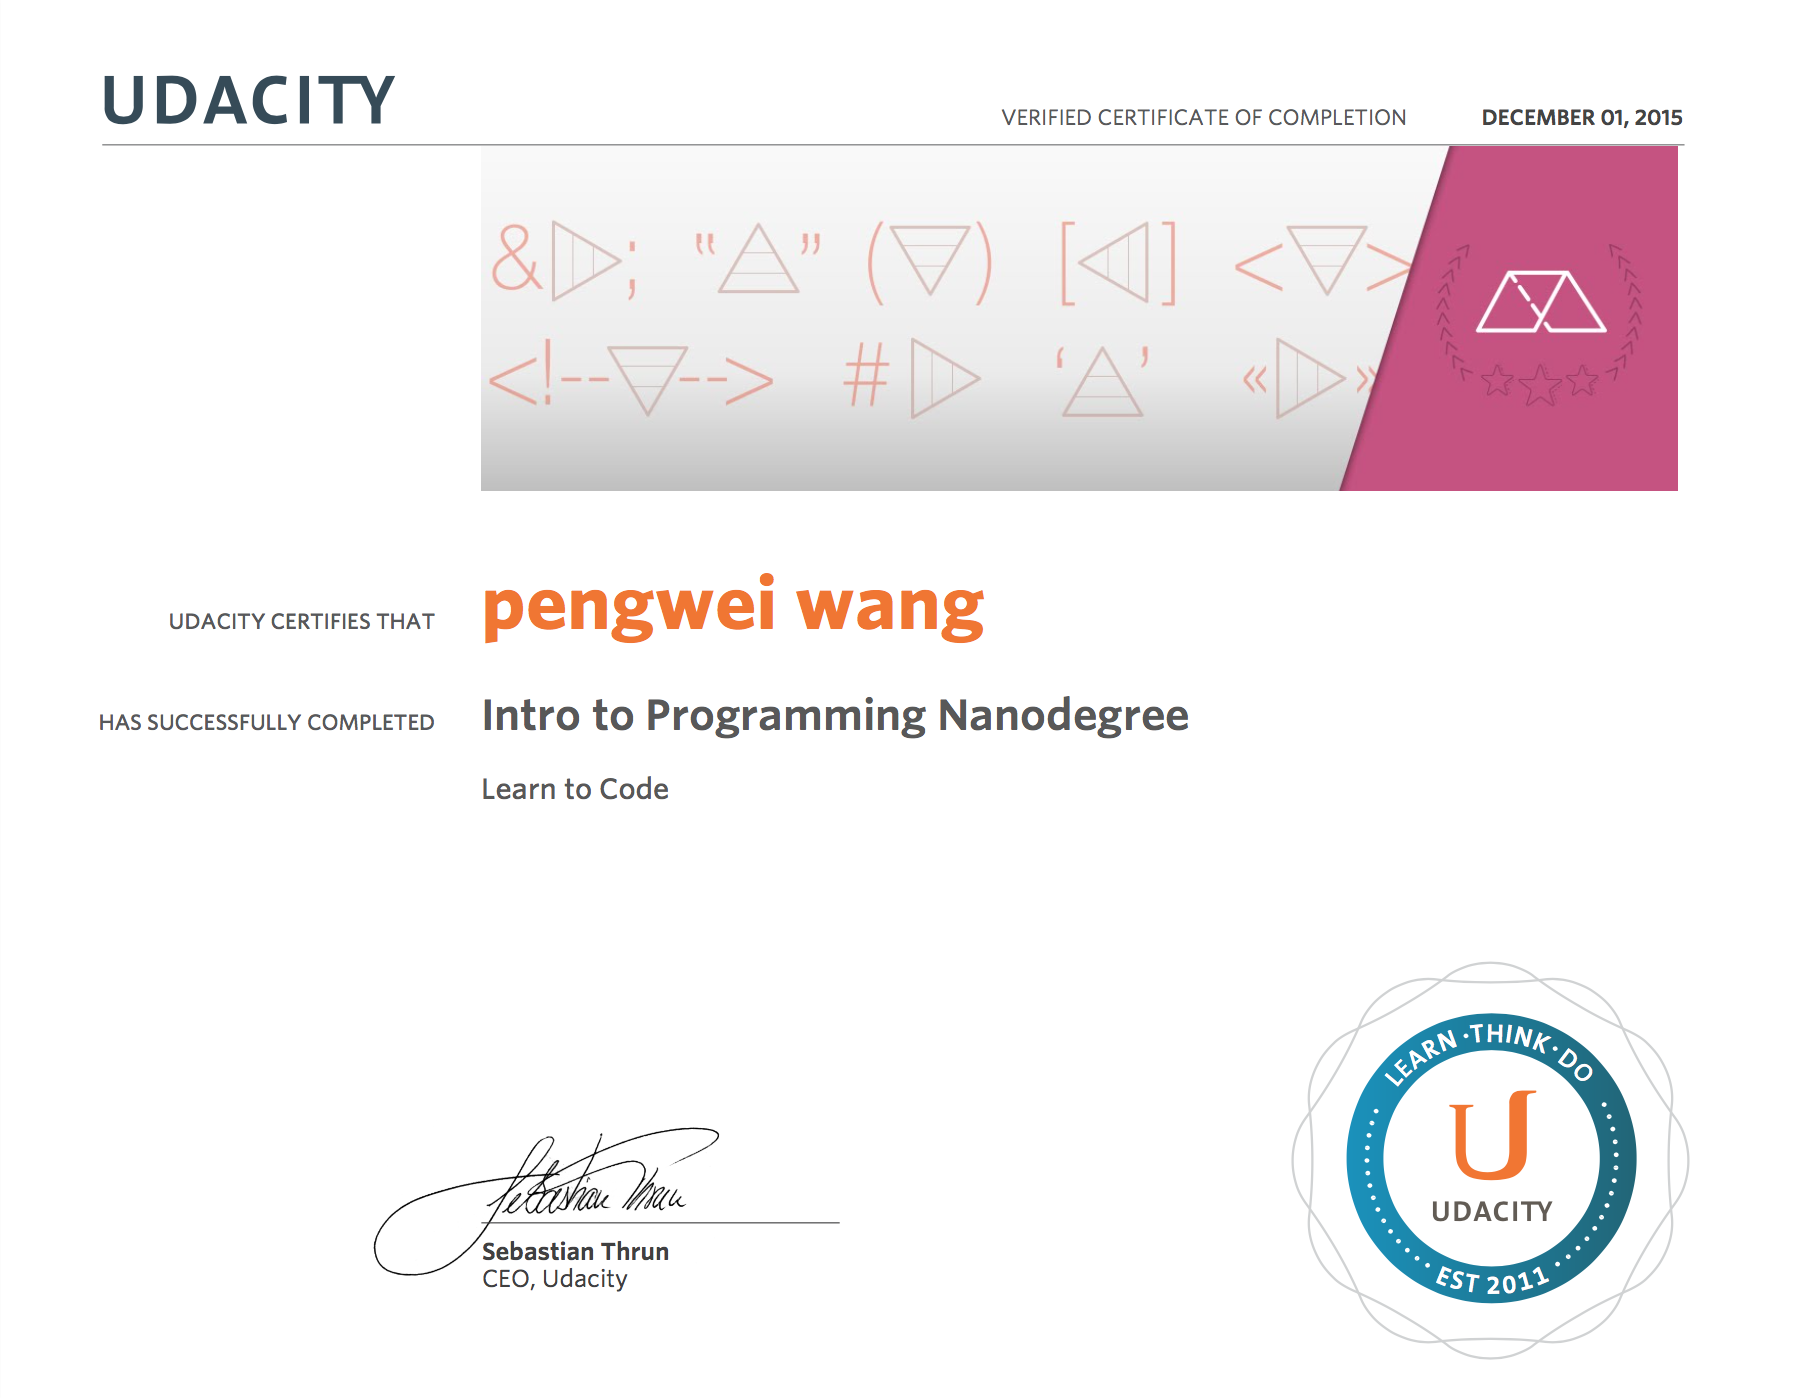 UDACITY
VERIFIED CERTIFICATE OF COMPLETION DECEMBER 01, 2015
& ; " ” ( ) [ ] < >
<!-- --> # ‘ ’ « »
UDACITY CERTIFIES THAT pengwei wang
HAS SUCCESSFULLY COMPLETED Intro to Programming Nanodegree
Learn to Code
Sebastian Thrun
Sebastian Thrun
CEO, Udacity
LEARN · THINK · DO
U
UDACITY
EST 2011